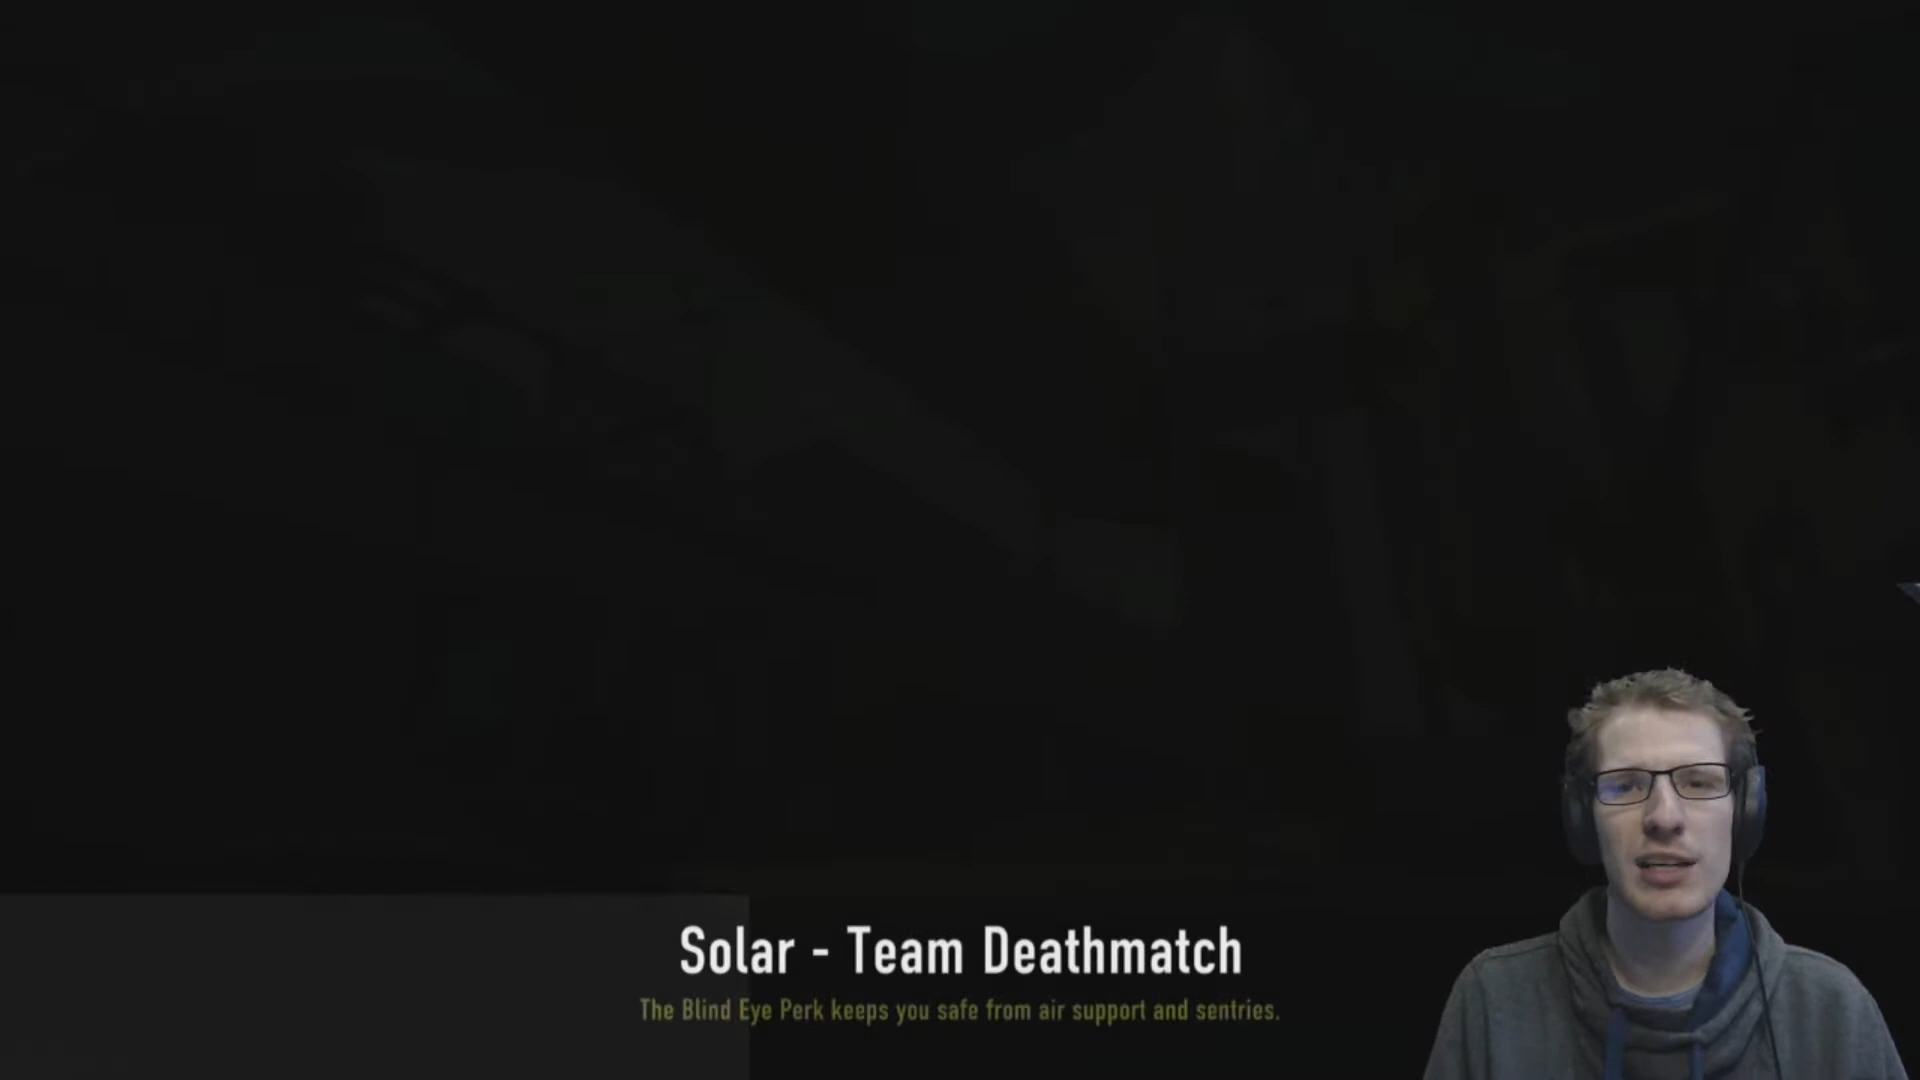 Solar - Team Deathmatch
The Blind Eye Perk keeps you safe from air support and sentries.